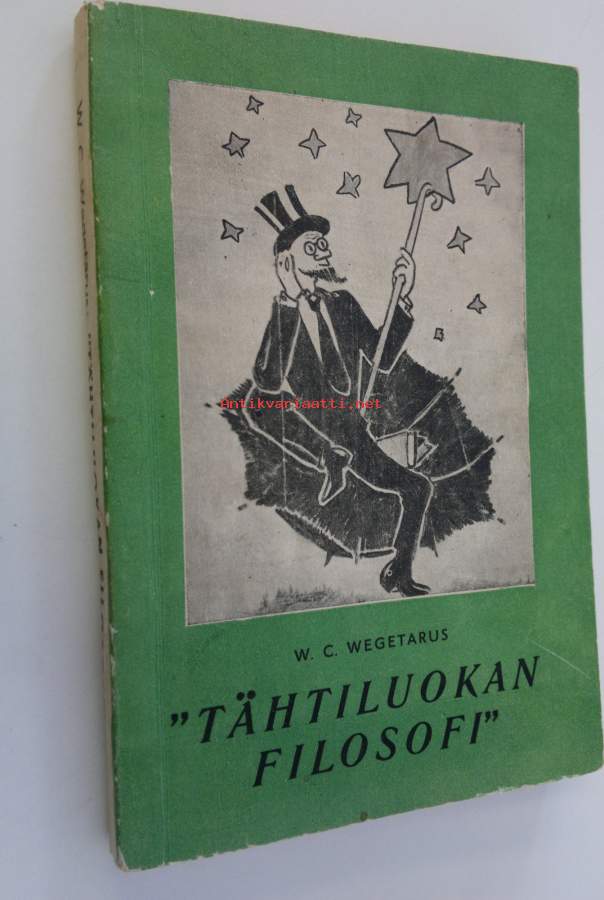 Antikvariaatti.net
W. C. WEGETARUS
”TÄHTILUOKAN
FILOSOFI”